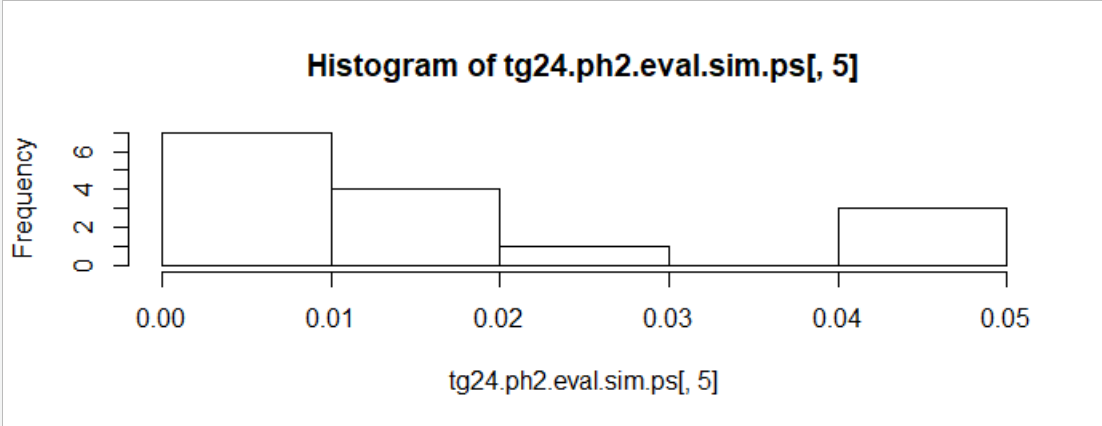 Histogram of tg24.ph2.eval.sim.ps[, 5]
Frequency
6
4
2
0
0.00 0.01 0.02 0.03 0.04 0.05
tg24.ph2.eval.sim.ps[, 5]